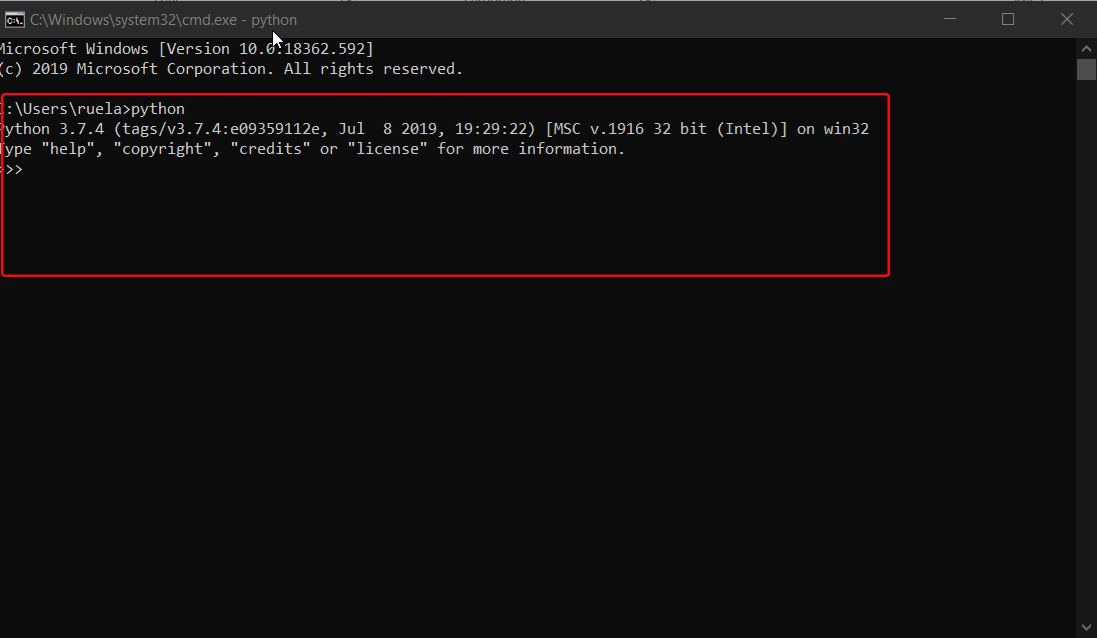 C:\Windows\system32\cmd.exe - python
Microsoft Windows [Version 10.0.18362.592]
(c) 2019 Microsoft Corporation. All rights reserved.
:\Users\ruela>python
Python 3.7.4 (tags/v3.7.4:e09359112e, Jul  8 2019, 19:29:22) [MSC v.1916 32 bit (Intel)] on win32
Type "help", "copyright", "credits" or "license" for more information.
>>>